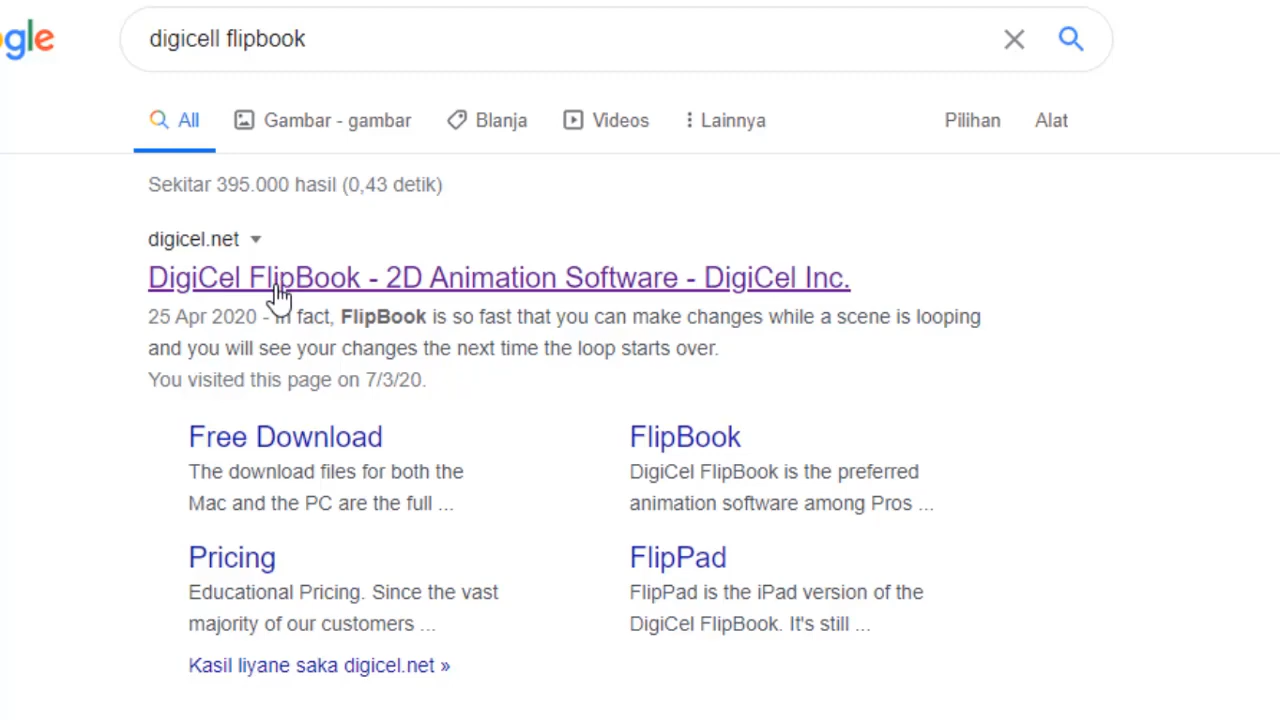 gle
digicell flipbook
All Gambar - gambar Blanja Videos Lainnya Pilihan Alat
Sekitar 395.000 hasil (0,43 detik)
digicel.net
DigiCel FlipBook - 2D Animation Software - DigiCel Inc.
25 Apr 2020 - In fact, FlipBook is so fast that you can make changes while a scene is looping
and you will see your changes the next time the loop starts over.
You visited this page on 7/3/20.
Free Download
The download files for both the
Mac and the PC are the full ...
FlipBook
DigiCel FlipBook is the preferred
animation software among Pros ...
Pricing
Educational Pricing. Since the vast
majority of our customers ...
FlipPad
FlipPad is the iPad version of the
DigiCel FlipBook. It's still ...
Kasil liyane saka digicel.net »